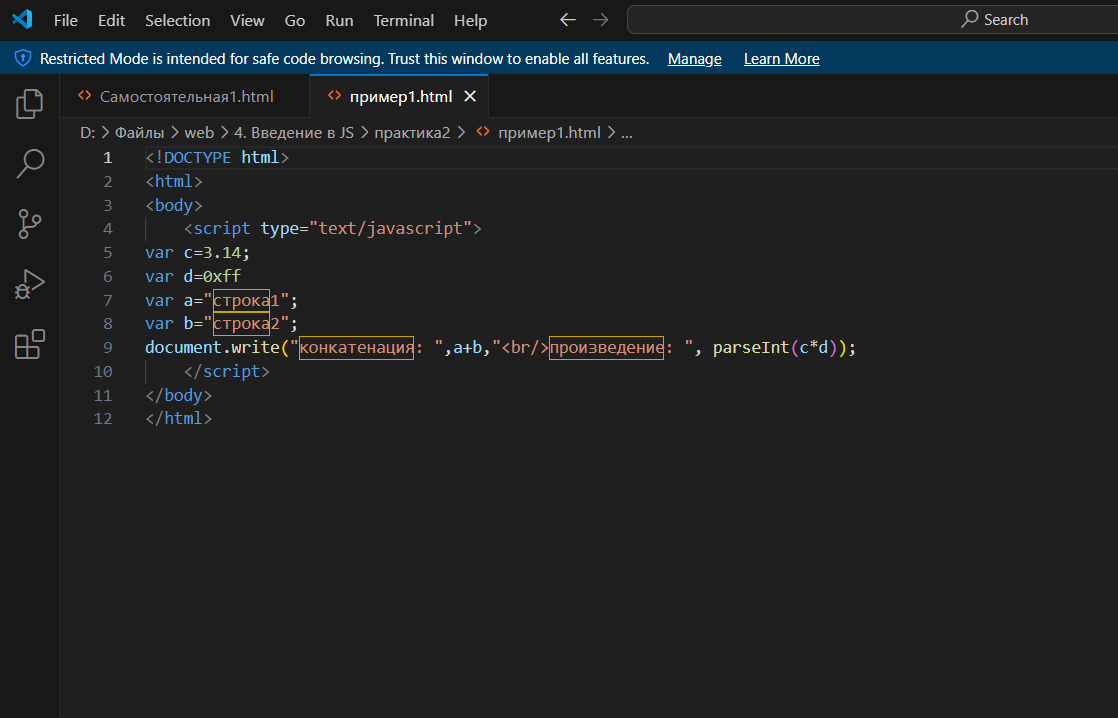 File Edit Selection View Go Run Terminal Help ← → Search
Restricted Mode is intended for safe code browsing. Trust this window to enable all features. Manage Learn More
<> Самостоятельная1.html <> пример1.html ×
D: > Файлы > web > 4. Введение в JS > практика2 > <> пример1.html > ...
1 <!DOCTYPE html>
2 <html>
3 <body>
4     <script type="text/javascript">
5 var c=3.14;
6 var d=0xff
7 var a="строка1";
8 var b="строка2";
9 document.write("конкатенация: ",a+b,"<br/>произведение: ", parseInt(c*d));
10     </script>
11 </body>
12 </html>